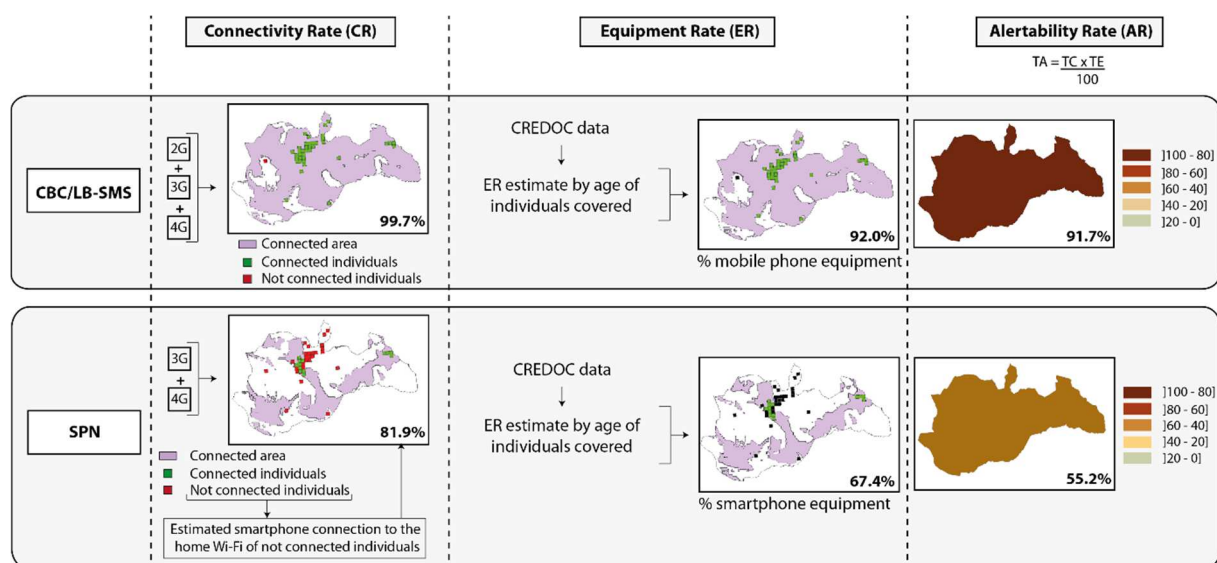 Connectivity Rate (CR)
Equipment Rate (ER)
Alertability Rate (AR)
TA = TC x TE
100
CBC/LB-SMS
2G
+
3G
+
4G
99.7%
Connected area
Connected individuals
Not connected individuals
CREDOC data
ER estimate by age of
individuals covered
92.0%
% mobile phone equipment
91.7%
]100 - 80]
]80 - 60]
]60 - 40]
]40 - 20]
]20 - 0]
SPN
3G
+
4G
81.9%
Connected area
Connected individuals
Not connected individuals
Estimated smartphone connection to the
home Wi-Fi of not connected individuals
CREDOC data
ER estimate by age of
individuals covered
67.4%
% smartphone equipment
55.2%
]100 - 80]
]80 - 60]
]60 - 40]
]40 - 20]
]20 - 0]